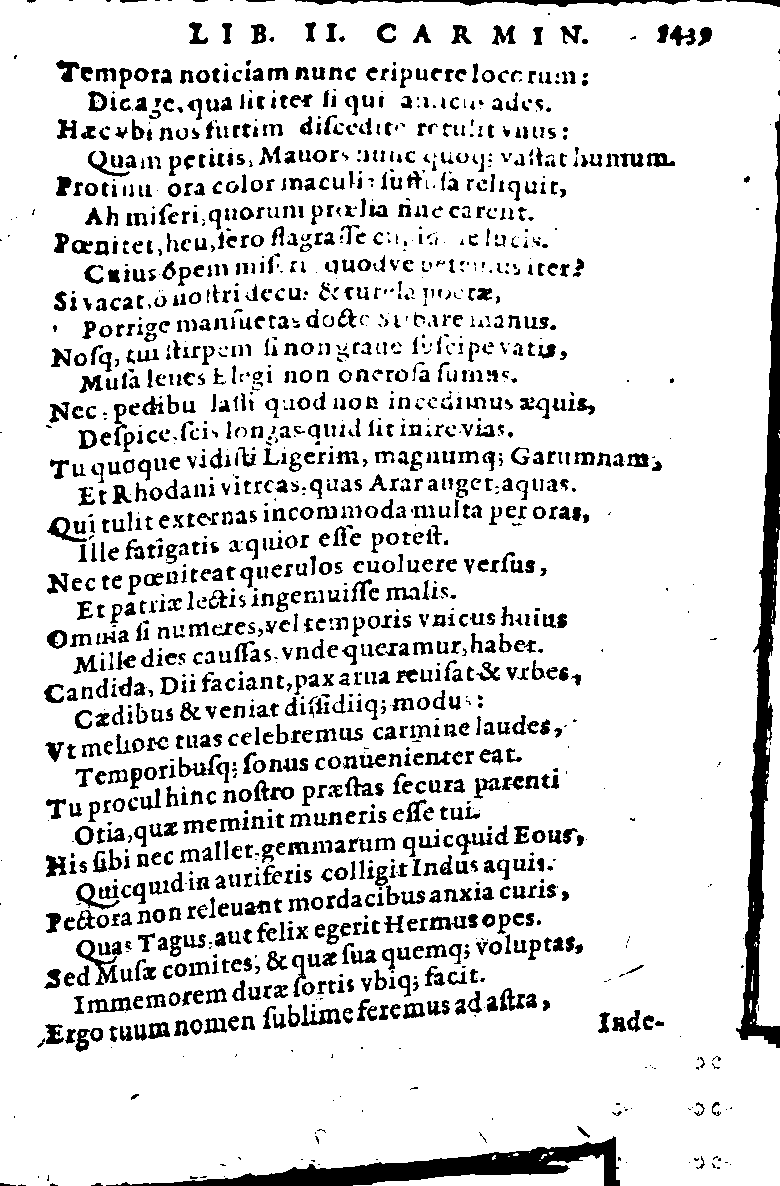 LIB. II. CARMIN. 1439
Tempora noticiam nunc eripuere locorum:
Dic age, qua sit iter si qui amicus ades.
Hæc vbi nos furtim discedite retulit vnus:
Quam petitis, Mauors nunc quoq; vastat humum.
Protinus ora color maculis suffusa reliquit,
Ah miseri, quorum prœlia fine carent.
Pœnitet, heu, sero flagrasse lucis.
Cuius opem miseri, quodve petemus iter?
Si vacat, ô nostri decus & tutela poetæ,
Porrige mansuetas docte manus.
Nosq, tui stirpem si non graue suscipe vatis,
Musa leues Elegi non onerosa sumus.
Nec, pedibus lassi quod non incedimus æquis,
Despice, scis longas quid sit inire vias.
Tu quoque vidisti Ligerim, magnumq; Garumnam,
Et Rhodani vitreas, quas Arar auget, aquas.
Qui tulit externas incommoda multa per oras,
Ille fatigatis æquior esse potest.
Nec te pœniteat querulos euoluere versus,
Et patriæ lectis ingemuisse malis.
Omnia si numeres, vel temporis vnicus huius
Mille dies caussas, vnde queramur, habet.
Candida, Dii faciant, pax arua reuisat & vrbes,
Cædibus & veniat dissidiiq; modus:
Vt meliore tuas celebremus carmine laudes,
Temporibusq; sonus conuenienter eat.
Tu procul hinc nostro præstas secura parenti
Otia, quæ meminit muneris esse tui.
His sibi nec mallet gemmarum quicquid Eous,
Quicquid in auriferis colligit Indus aquis.
Pectora non releuant mordacibus anxia curis,
Quas Tagus, aut felix egerit Hermus opes.
Sed Musæ comites, & quæ sua quemq; voluptas,
Immemorem duræ sortis vbiq; facit.
Ergo tuum nomen sublime feremus ad astra,
Inde-